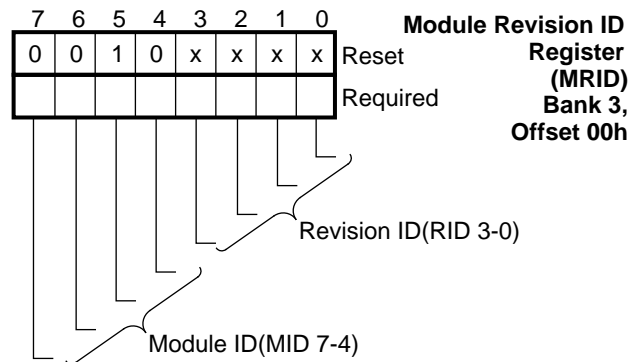 7 6 5 4 3 2 1 0
Module Revision ID
Register
(MRID)
Bank 3,
Offset 00h
0 0 1 0 x x x x Reset
Required
Revision ID(RID 3-0)
Module ID(MID 7-4)